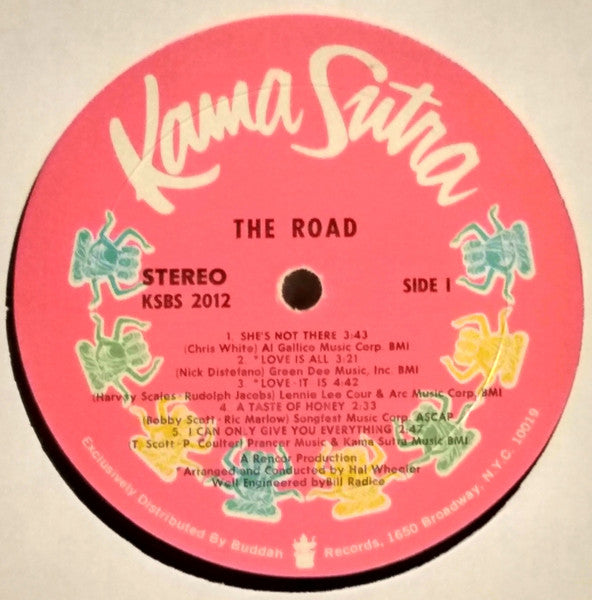 Kama Sutra
THE ROAD
STEREO
KSBS 2012
SIDE 1
1. SHE'S NOT THERE 3:43
(Chris White) Al Gallico Music Corp. BMI
2. *LOVE IS ALL 3:21
(Nick Distefano) Green Dee Music, Inc. BMI
3. *LOVE IT IS 4:42
(Harvey Scales - Rudolph Jacobs) Lennie Lee Cour & Arc Music Corp. BMI
4. A TASTE OF HONEY 2:33
(Bobby Scott - Ric Marlow) Songfest Music Corp. ASCAP
5. I CAN ONLY GIVE YOU EVERYTHING 2:47
(T. Scott - P. Coulter) Prancer Music & Kama Sutra Music BMI
A Rencor Production
*Arranged and Conducted by Hal Wheeler
Well Engineered by Bill Radice
Exclusively Distributed By Buddah Records, 1650 Broadway, N.Y.C. 10019